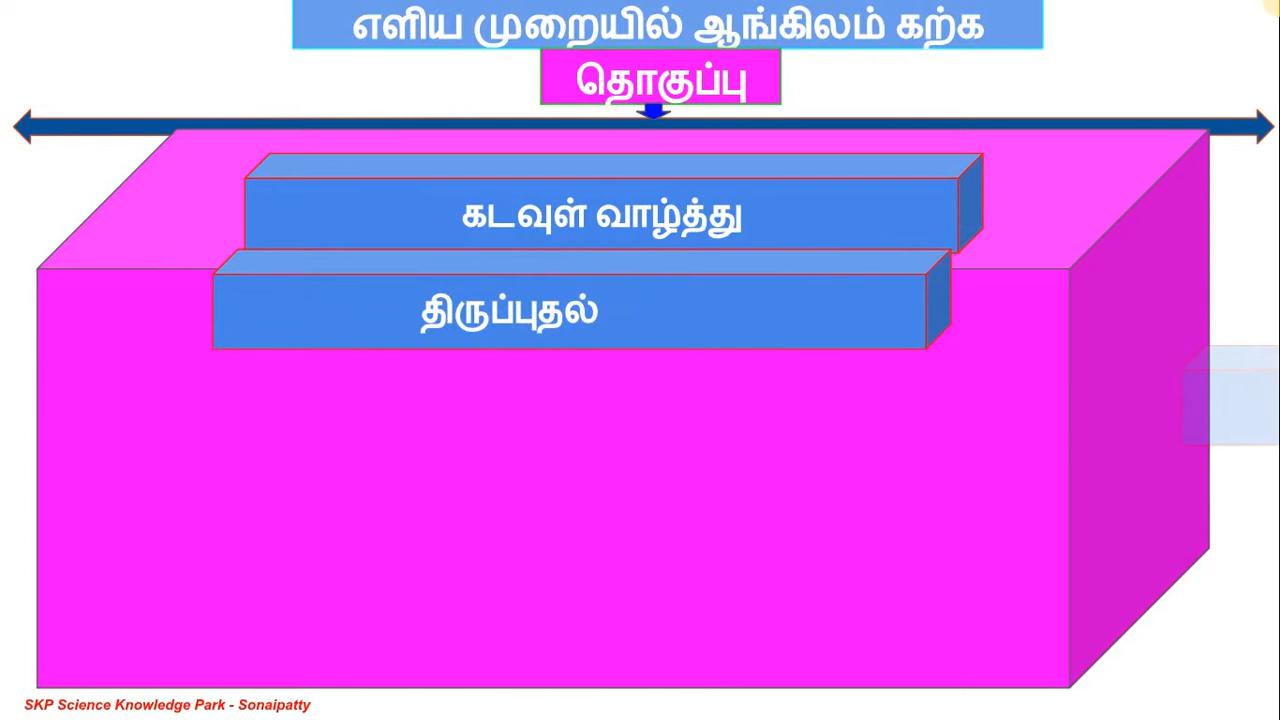 எளிய முறையில் ஆங்கிலம் கற்க
தொகுப்பு
கடவுள் வாழ்த்து
திருப்புதல்
SKP Science Knowledge Park - Sonaipatty